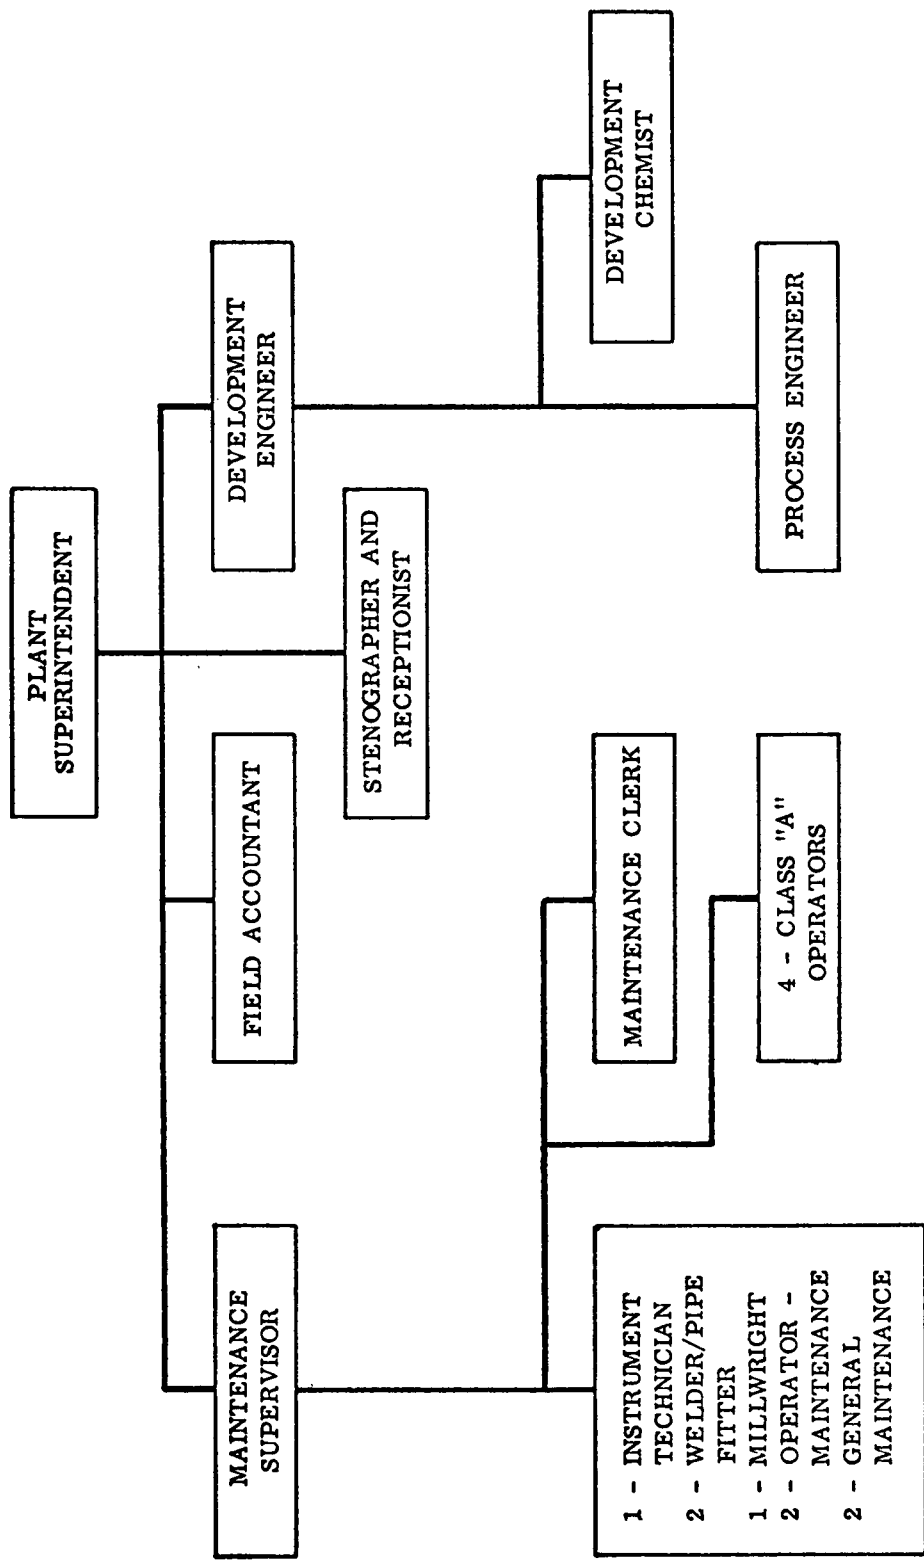 PLANT
SUPERINTENDENT
MAINTENANCE
SUPERVISOR
FIELD ACCOUNTANT
DEVELOPMENT
ENGINEER
STENOGRAPHER AND
RECEPTIONIST
1 - INSTRUMENT
TECHNICIAN
2 - WELDER/PIPE
FITTER
1 - MILLWRIGHT
2 - OPERATOR -
MAINTENANCE
2 - GENERAL
MAINTENANCE
MAINTENANCE CLERK
DEVELOPMENT
CHEMIST
4 - CLASS "A"
OPERATORS
PROCESS ENGINEER